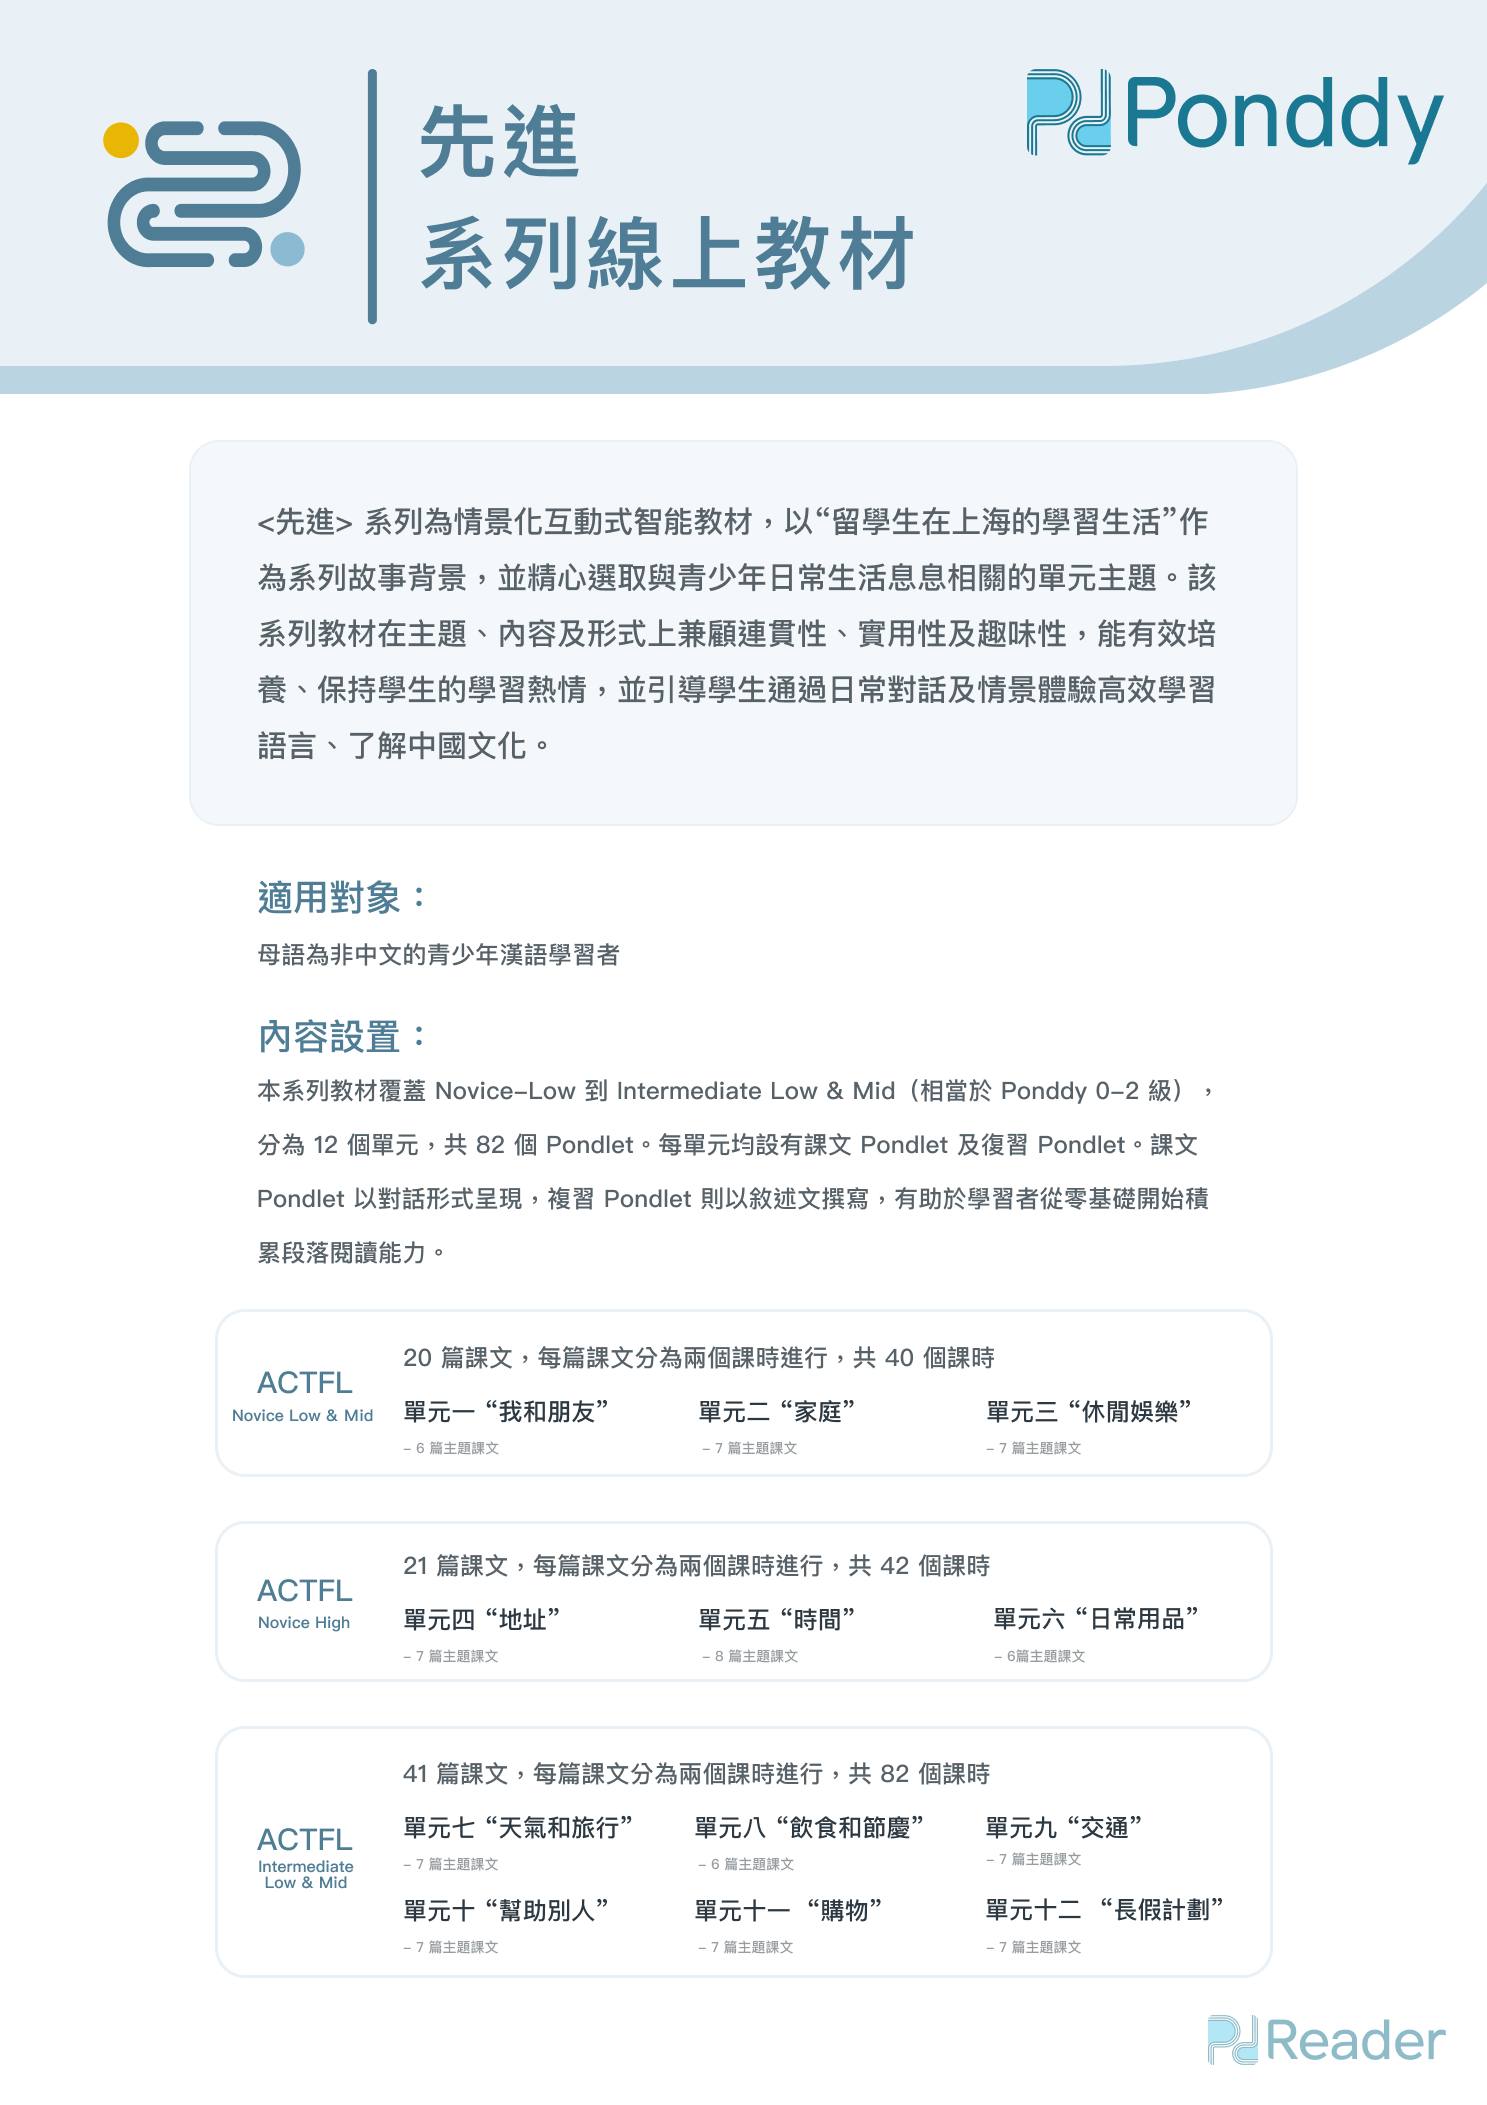 先進
系列線上教材
Ponddy
<先進> 系列為情景化互動式智能教材，以“留學生在上海的學習生活”作
為系列故事背景，並精心選取與青少年日常生活息息相關的單元主題。該
系列教材在主題、內容及形式上兼顧連貫性、實用性及趣味性，能有效培
養、保持學生的學習熱情，並引導學生通過日常對話及情景體驗高效學習
語言、了解中國文化。
適用對象：
母語為非中文的青少年漢語學習者
內容設置：
本系列教材覆蓋 Novice–Low 到 Intermediate Low & Mid（相當於 Ponddy 0–2 級），
分為 12 個單元，共 82 個 Pondlet。每單元均設有課文 Pondlet 及復習 Pondlet。課文
Pondlet 以對話形式呈現，複習 Pondlet 則以敘述文撰寫，有助於學習者從零基礎開始積
累段落閱讀能力。
ACTFL
Novice Low & Mid
20 篇課文，每篇課文分為兩個課時進行，共 40 個課時
單元一 “我和朋友” 單元二 “家庭” 單元三 “休閒娛樂”
– 6 篇主題課文 – 7 篇主題課文 – 7 篇主題課文
ACTFL
Novice High
21 篇課文，每篇課文分為兩個課時進行，共 42 個課時
單元四 “地址” 單元五 “時間” 單元六 “日常用品”
– 7 篇主題課文 – 8 篇主題課文 – 6篇主題課文
ACTFL
Intermediate
Low & Mid
41 篇課文，每篇課文分為兩個課時進行，共 82 個課時
單元七 “天氣和旅行” 單元八 “飲食和節慶” 單元九 “交通”
– 7 篇主題課文 – 6 篇主題課文 – 7 篇主題課文
單元十 “幫助別人” 單元十一 “購物” 單元十二 “長假計劃”
– 7 篇主題課文 – 7 篇主題課文 – 7 篇主題課文
Reader